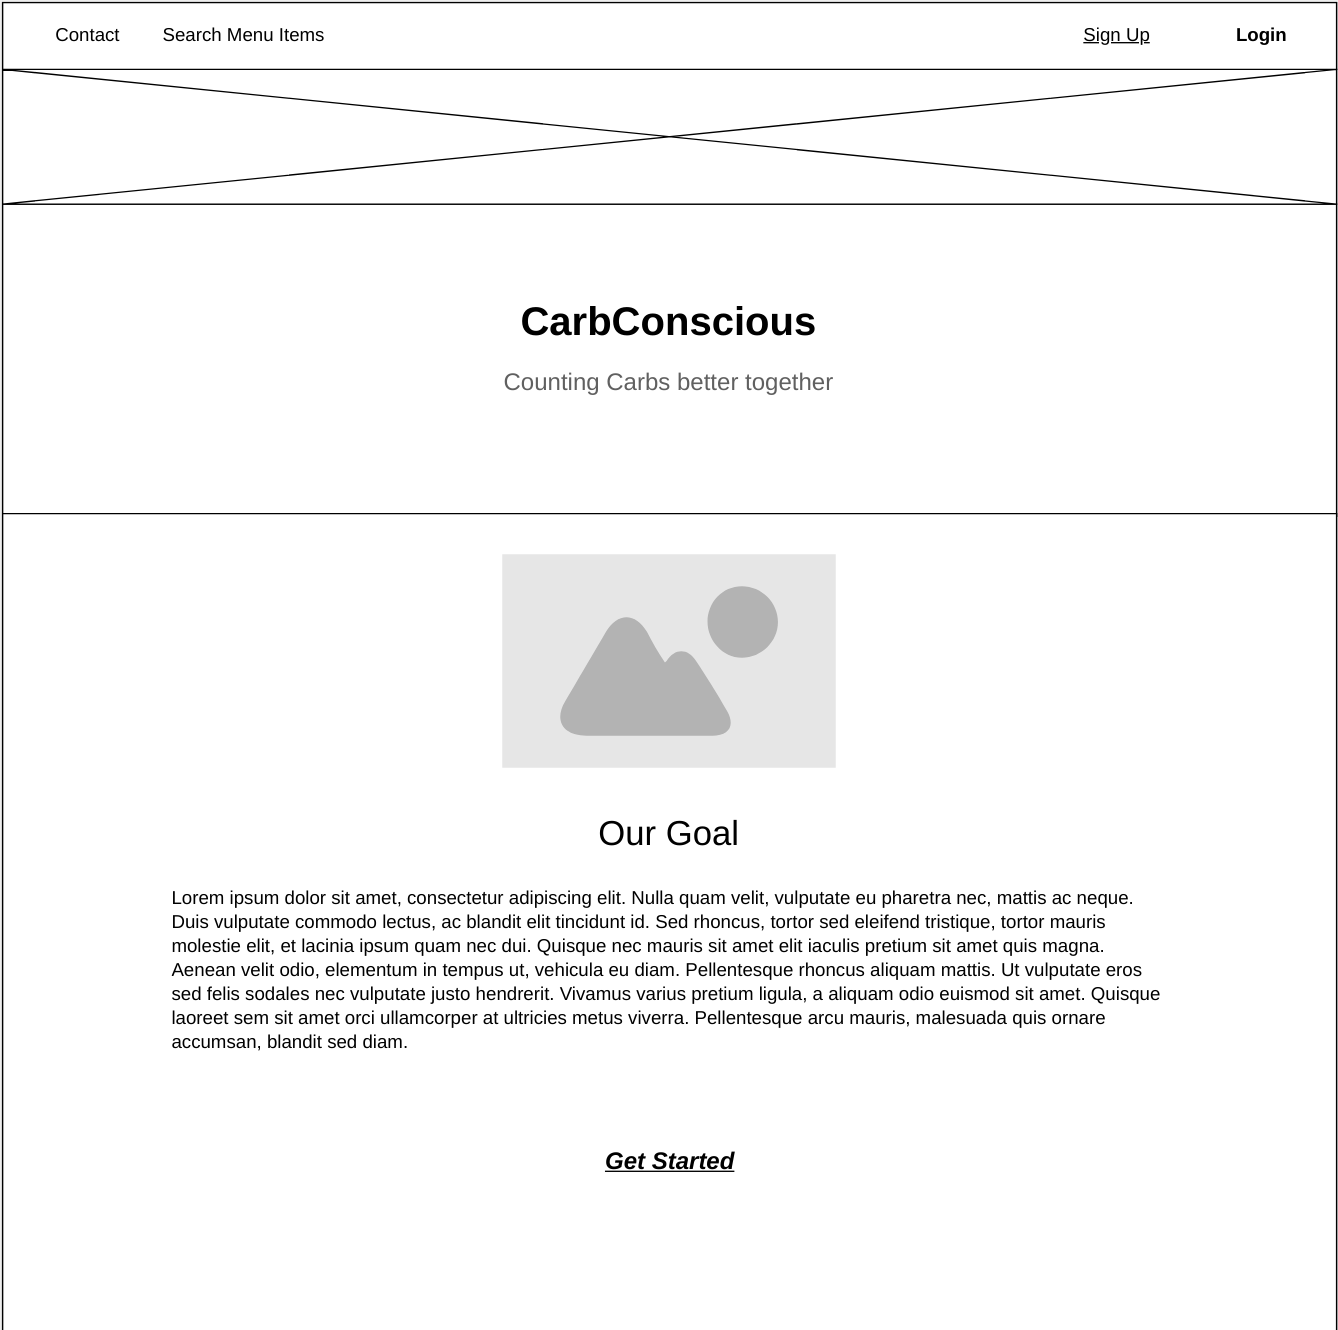 Contact Search Menu Items Sign Up Login
CarbConscious
Counting Carbs better together
Our Goal
Lorem ipsum dolor sit amet, consectetur adipiscing elit. Nulla quam velit, vulputate eu pharetra nec, mattis ac neque.
Duis vulputate commodo lectus, ac blandit elit tincidunt id. Sed rhoncus, tortor sed eleifend tristique, tortor mauris
molestie elit, et lacinia ipsum quam nec dui. Quisque nec mauris sit amet elit iaculis pretium sit amet quis magna.
Aenean velit odio, elementum in tempus ut, vehicula eu diam. Pellentesque rhoncus aliquam mattis. Ut vulputate eros
sed felis sodales nec vulputate justo hendrerit. Vivamus varius pretium ligula, a aliquam odio euismod sit amet. Quisque
laoreet sem sit amet orci ullamcorper at ultricies metus viverra. Pellentesque arcu mauris, malesuada quis ornare
accumsan, blandit sed diam.
Get Started